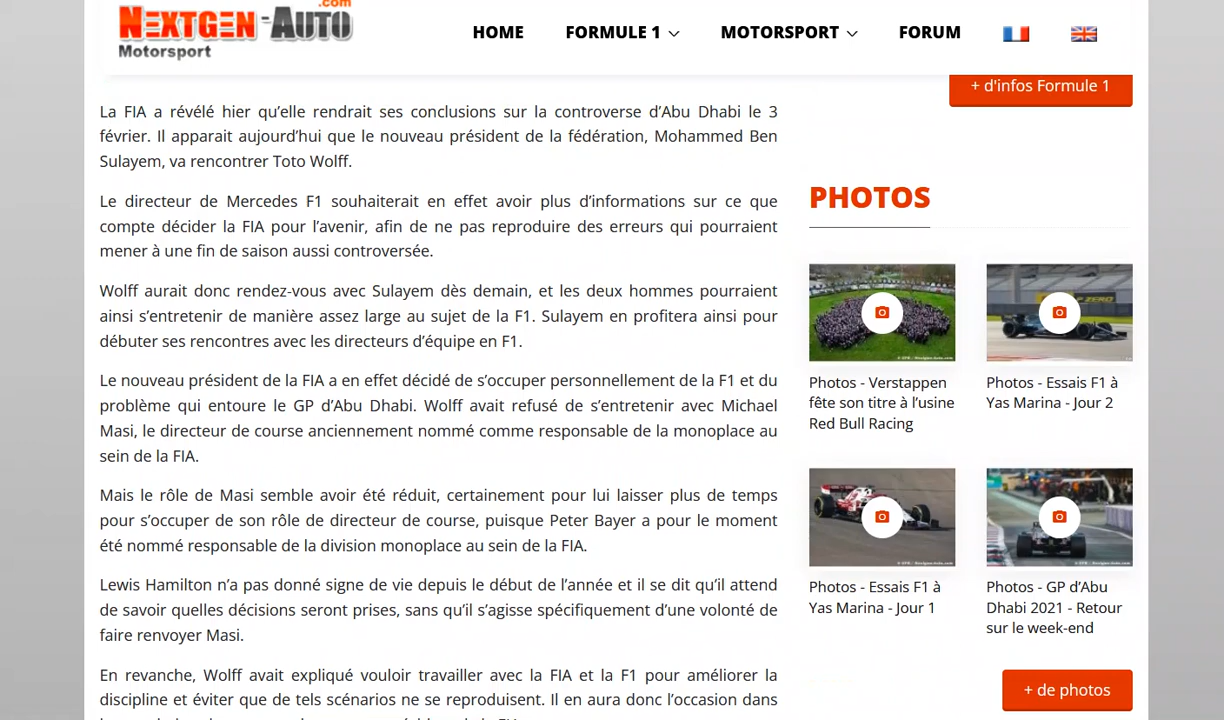 .com
NEXTGEN-AUTO
Motorsport
HOME
FORMULE 1
MOTORSPORT
FORUM
+ d'infos Formule 1
La FIA a révélé hier qu’elle rendrait ses conclusions sur la controverse d’Abu Dhabi le 3
février. Il apparait aujourd’hui que le nouveau président de la fédération, Mohammed Ben
Sulayem, va rencontrer Toto Wolff.
Le directeur de Mercedes F1 souhaiterait en effet avoir plus d’informations sur ce que
compte décider la FIA pour l’avenir, afin de ne pas reproduire des erreurs qui pourraient
mener à une fin de saison aussi controversée.
Wolff aurait donc rendez-vous avec Sulayem dès demain, et les deux hommes pourraient
ainsi s’entretenir de manière assez large au sujet de la F1. Sulayem en profitera ainsi pour
débuter ses rencontres avec les directeurs d’équipe en F1.
Le nouveau président de la FIA a en effet décidé de s’occuper personnellement de la F1 et du
problème qui entoure le GP d’Abu Dhabi. Wolff avait refusé de s’entretenir avec Michael
Masi, le directeur de course anciennement nommé comme responsable de la monoplace au
sein de la FIA.
Mais le rôle de Masi semble avoir été réduit, certainement pour lui laisser plus de temps
pour s’occuper de son rôle de directeur de course, puisque Peter Bayer a pour le moment
été nommé responsable de la division monoplace au sein de la FIA.
Lewis Hamilton n’a pas donné signe de vie depuis le début de l’année et il se dit qu’il attend
de savoir quelles décisions seront prises, sans qu’il s’agisse spécifiquement d’une volonté de
faire renvoyer Masi.
En revanche, Wolff avait expliqué vouloir travailler avec la FIA et la F1 pour améliorer la
discipline et éviter que de tels scénarios ne se reproduisent. Il en aura donc l’occasion dans
PHOTOS
Photos - Verstappen
fête son titre à l’usine
Red Bull Racing
Photos - Essais F1 à
Yas Marina - Jour 2
Photos - Essais F1 à
Yas Marina - Jour 1
Photos - GP d’Abu
Dhabi 2021 - Retour
sur le week-end
+ de photos